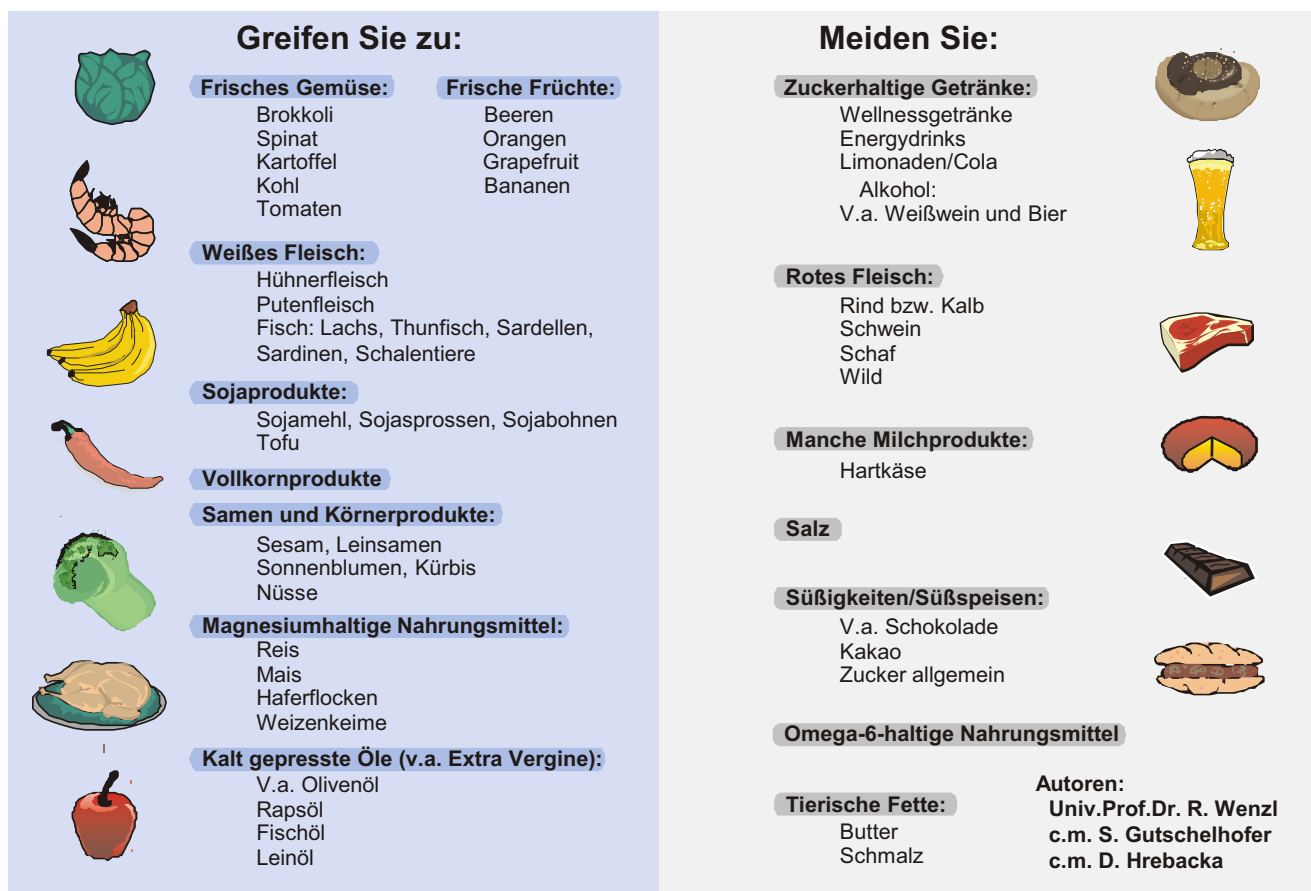 Greifen Sie zu:
Frisches Gemüse:
Brokkoli
Spinat
Kartoffel
Kohl
Tomaten
Frische Früchte:
Beeren
Orangen
Grapefruit
Bananen
Weißes Fleisch:
Hühnerfleisch
Putenfleisch
Fisch: Lachs, Thunfisch, Sardellen,
Sardinen, Schalentiere
Sojaprodukte:
Sojamehl, Sojasprossen, Sojabohnen
Tofu
Vollkornprodukte
Samen und Körnerprodukte:
Sesam, Leinsamen
Sonnenblumen, Kürbis
Nüsse
Magnesiumhaltige Nahrungsmittel:
Reis
Mais
Haferflocken
Weizenkeime
Kalt gepresste Öle (v.a. Extra Vergine):
V.a. Olivenöl
Rapsöl
Fischöl
Leinöl
Meiden Sie:
Zuckerhaltige Getränke:
Wellnessgetränke
Energydrinks
Limonaden/Cola
Alkohol:
V.a. Weißwein und Bier
Rotes Fleisch:
Rind bzw. Kalb
Schwein
Schaf
Wild
Manche Milchprodukte:
Hartkäse
Salz
Süßigkeiten/Süßspeisen:
V.a. Schokolade
Kakao
Zucker allgemein
Omega-6-haltige Nahrungsmittel
Tierische Fette:
Butter
Schmalz
Autoren:
Univ.Prof.Dr. R. Wenzl
c.m. S. Gutschelhofer
c.m. D. Hrebacka